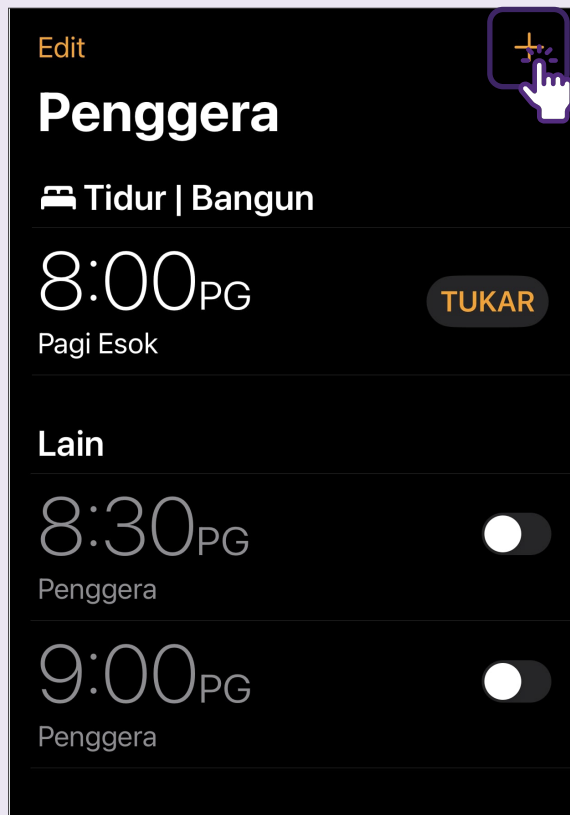 Edit
Penggera
Tidur | Bangun
8:00PG
TUKAR
Pagi Esok
Lain
8:30PG
Penggera
9:00PG
Penggera